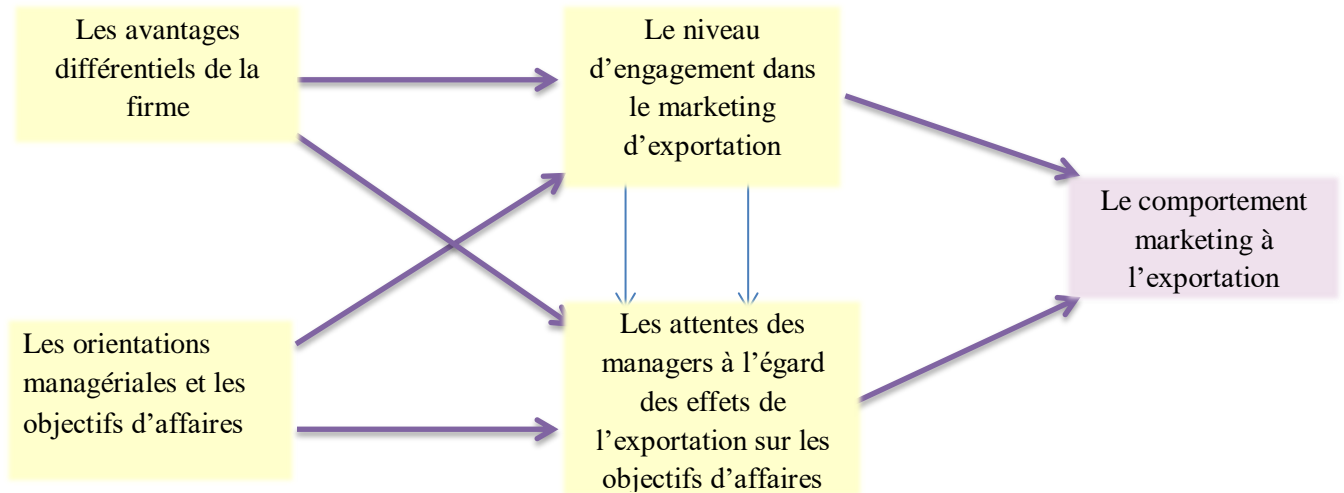 Les avantages
différentiels de la
firme
Le niveau
d’engagement dans
le marketing
d’exportation
Le comportement
marketing à
l’exportation
Les orientations
managériales et les
objectifs d’affaires
Les attentes des
managers à l’égard
des effets de
l’exportation sur les
objectifs d’affaires